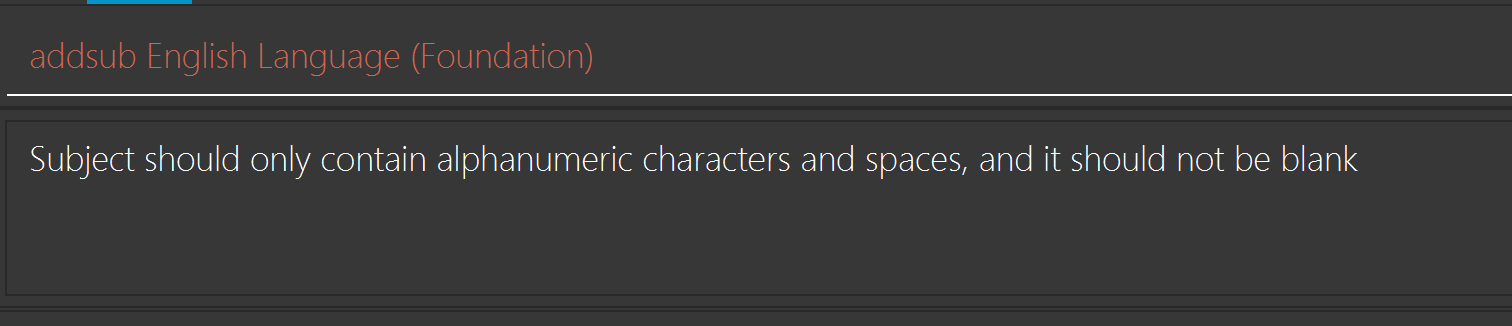 addsub English Language (Foundation)
Subject should only contain alphanumeric characters and spaces, and it should not be blank